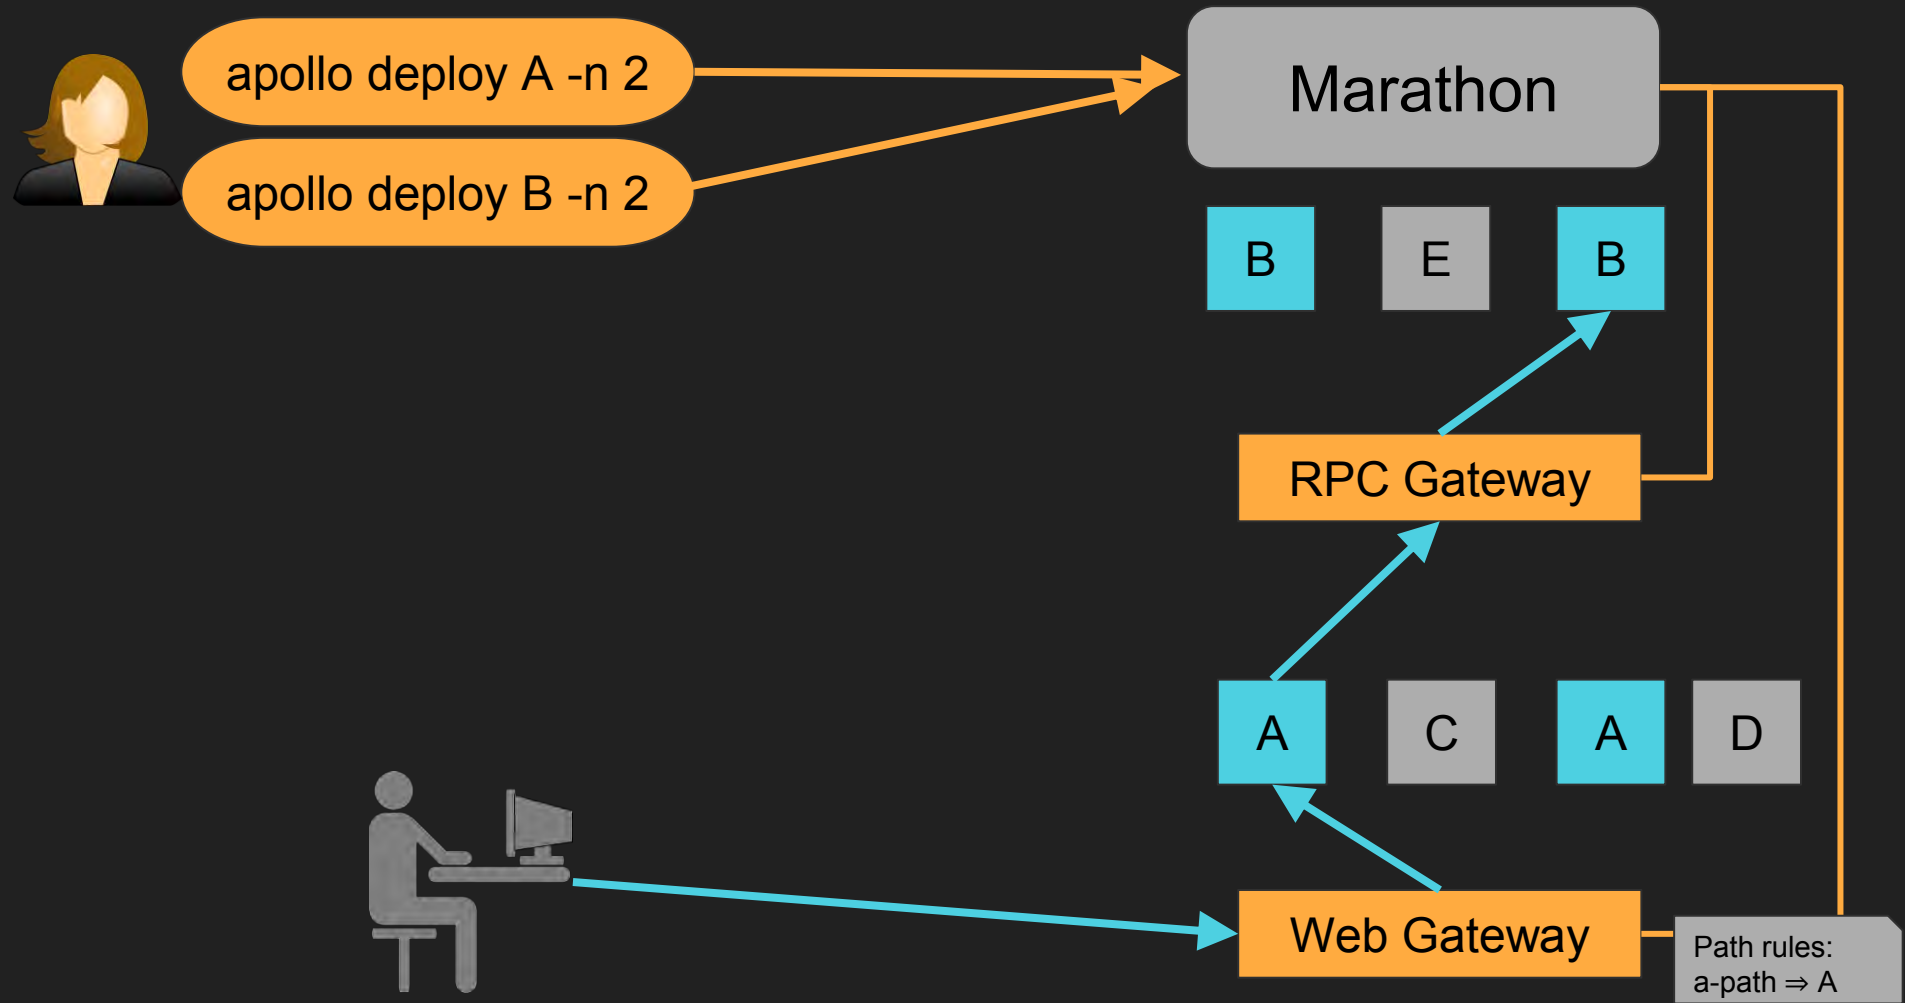 apollo deploy A -n 2
apollo deploy B -n 2
Marathon
B E B
RPC Gateway
A C A D
Web Gateway
Path rules:
a-path ⇒ A